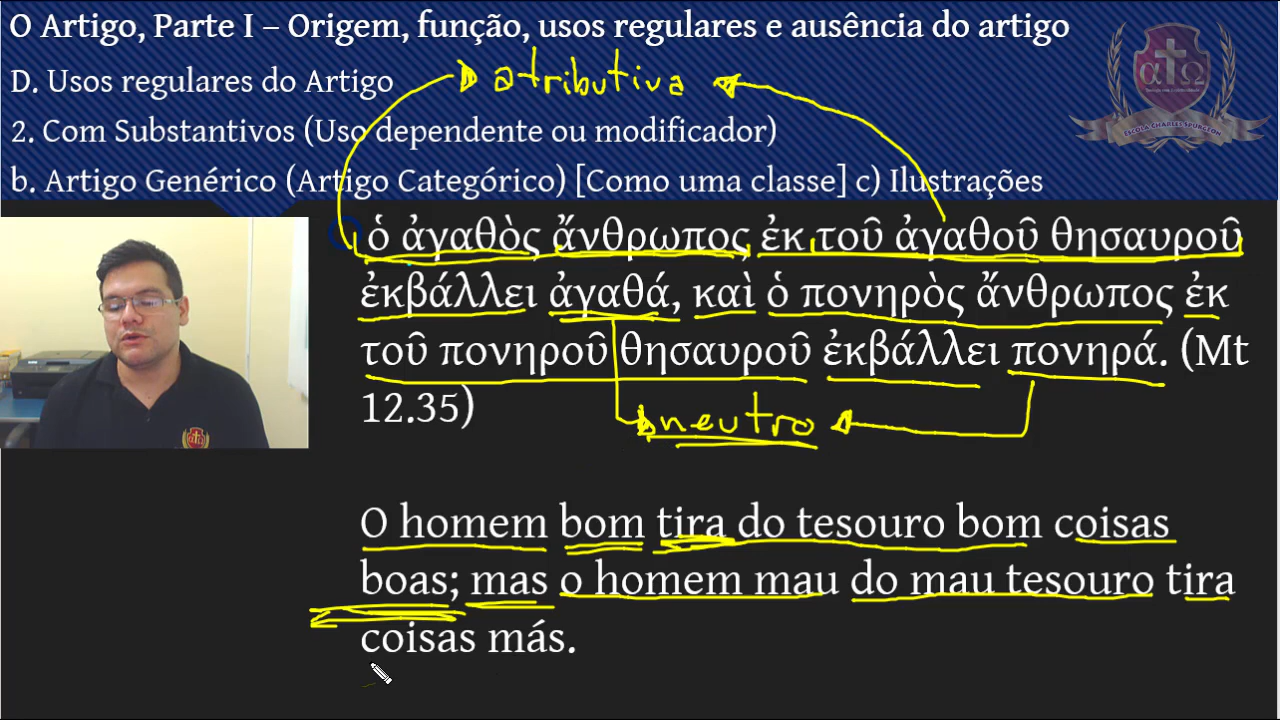 O Artigo, Parte I – Origem, função, usos regulares e ausência do artigo
D. Usos regulares do Artigo
atributiva
2. Com Substantivos (Uso dependente ou modificador)
b. Artigo Genérico (Artigo Categórico) [Como uma classe] c) Ilustrações
ὁ ἀγαθὸς ἄνθρωπος ἐκ τοῦ ἀγαθοῦ θησαυροῦ
ἐκβάλλει ἀγαθά, καὶ ὁ πονηρὸς ἄνθρωπος ἐκ
τοῦ πονηροῦ θησαυροῦ ἐκβάλλει πονηρά. (Mt
12.35)
neutro
O homem bom tira do tesouro bom coisas
boas; mas o homem mau do mau tesouro tira
coisas más.
α Ω
ESCOLA CHARLES SPURGEON